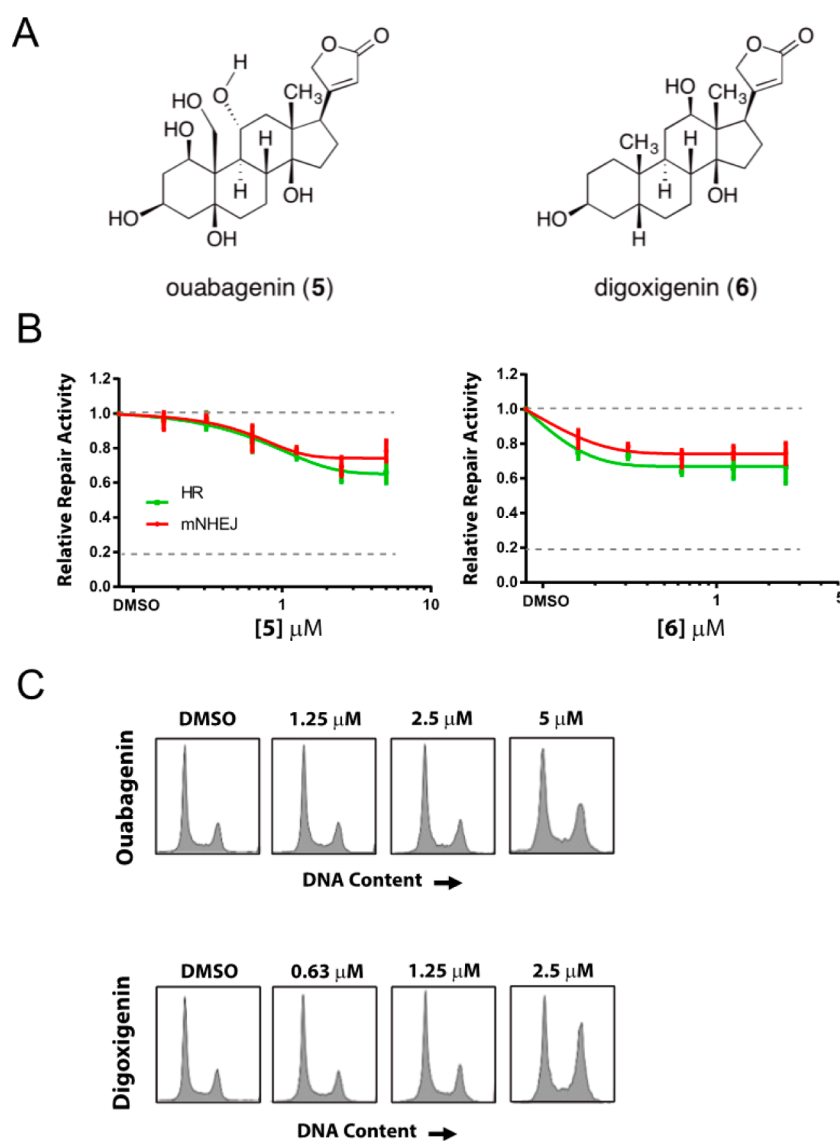 A
O
O
H
O
HO
CH3
HO
H
H
OH
HO
OH
ouabagenin (5)
O
O
HO
CH3
CH3
H
H
OH
HO
H
digoxigenin (6)
B
Relative Repair Activity
1.2
1.0
0.8
0.6
0.4
0.2
0.0
HR
mNHEJ
DMSO
1
10
[5] μM
Relative Repair Activity
1.2
1.0
0.8
0.6
0.4
0.2
0.0
DMSO
1
5
[6] μM
C
Ouabagenin
DMSO
1.25 μM
2.5 μM
5 μM
DNA Content
Digoxigenin
DMSO
0.63 μM
1.25 μM
2.5 μM
DNA Content